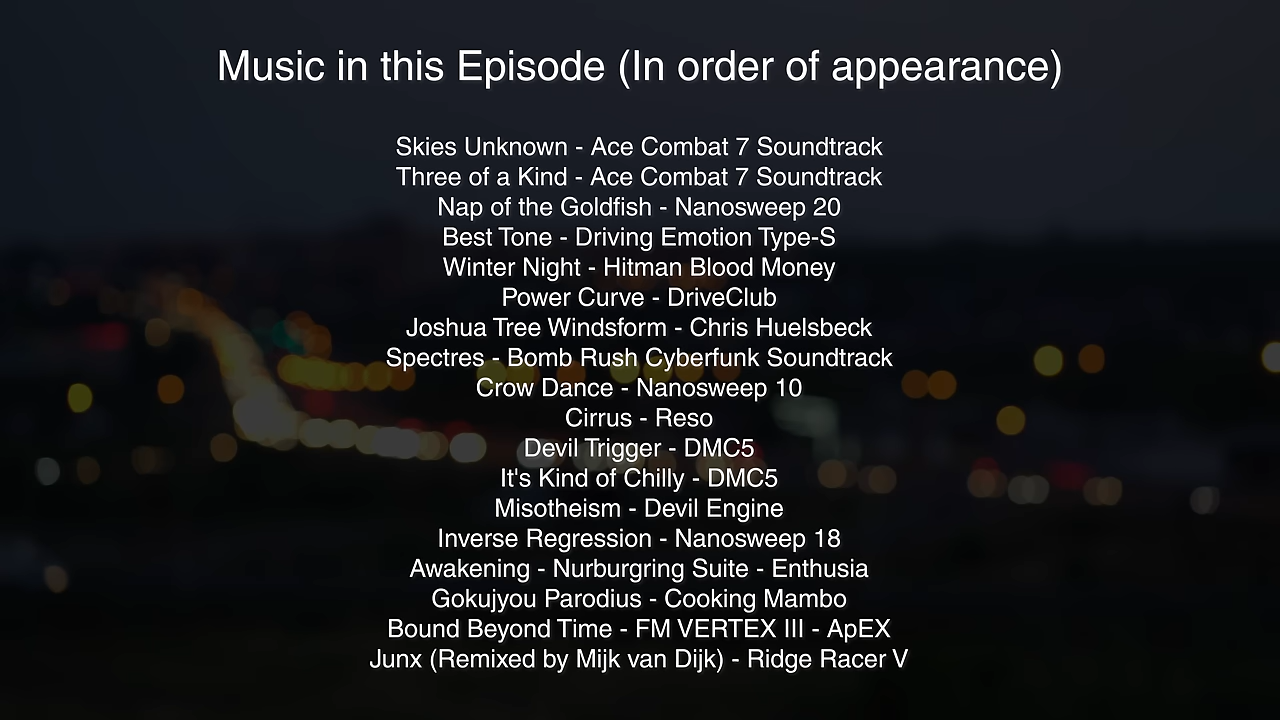 Music in this Episode (In order of appearance)
Skies Unknown - Ace Combat 7 Soundtrack
Three of a Kind - Ace Combat 7 Soundtrack
Nap of the Goldfish - Nanosweep 20
Best Tone - Driving Emotion Type-S
Winter Night - Hitman Blood Money
Power Curve - DriveClub
Joshua Tree Windsform - Chris Huelsbeck
Spectres - Bomb Rush Cyberfunk Soundtrack
Crow Dance - Nanosweep 10
Cirrus - Reso
Devil Trigger - DMC5
It's Kind of Chilly - DMC5
Misotheism - Devil Engine
Inverse Regression - Nanosweep 18
Awakening - Nurburgring Suite - Enthusia
Gokujyou Parodius - Cooking Mambo
Bound Beyond Time - FM VERTEX III - ApEX
Junx (Remixed by Mijk van Dijk) - Ridge Racer V